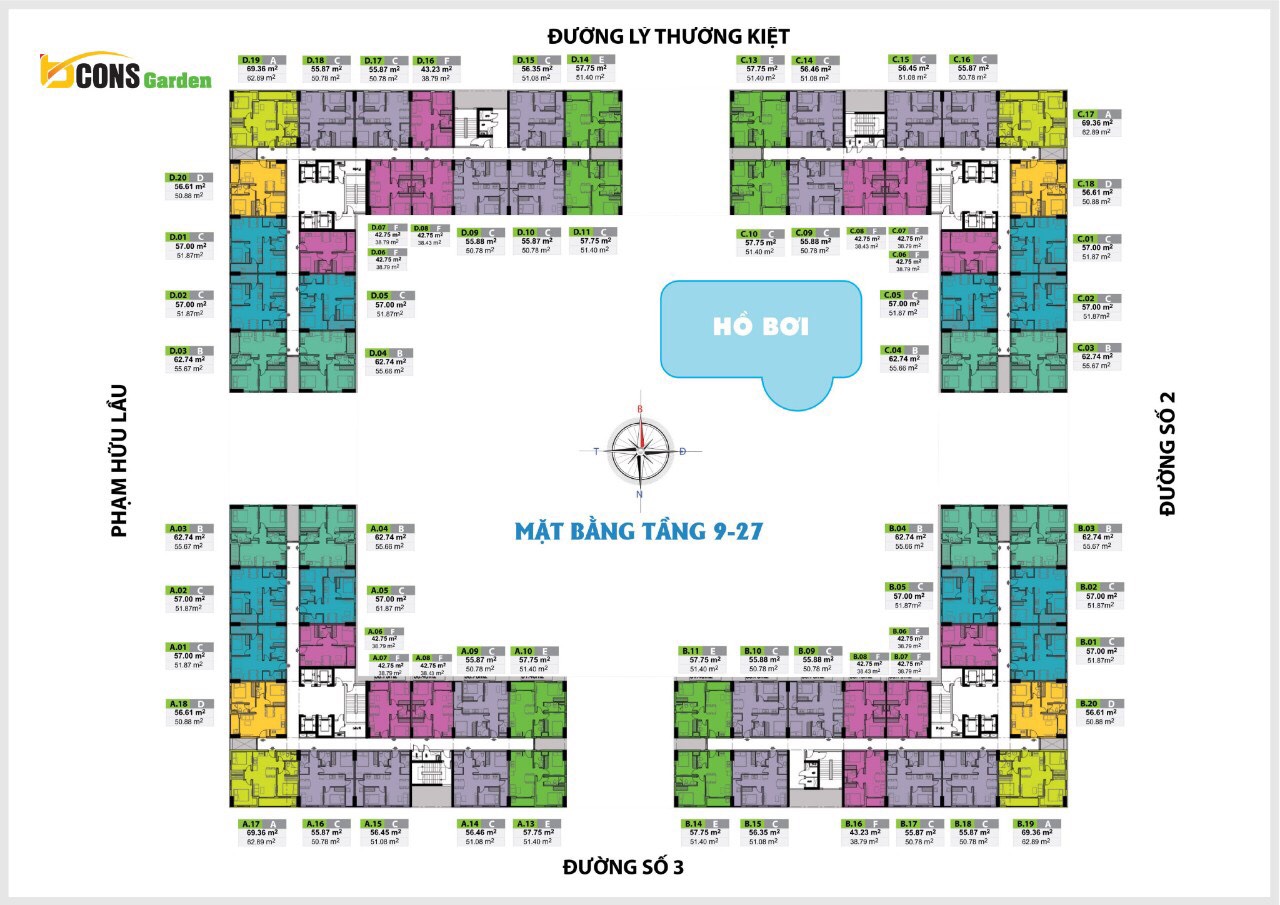 ĐƯỜNG LÝ THƯỜNG KIỆT
bCONS Garden
D.19 A
69.36 m²
62.89 m²
D.18 C
55.87 m²
50.78 m²
D.17 C
55.87 m²
50.78 m²
D.16 F
43.23 m²
38.79 m²
D.15 C
56.35 m²
51.08 m²
D.14 E
57.75 m²
51.40 m²
C.13 E
57.75 m²
51.40 m²
C.14 C
56.46 m²
51.08 m²
C.15 C
56.45 m²
51.08 m²
C.16 C
55.87 m²
50.78 m²
C.17 A
69.36 m²
62.89 m²
D.20 D
56.61 m²
50.88 m²
C.18 D
56.61 m²
50.88 m²
D.01 C
57.00 m²
51.87m²
D.07 F
42.75 m²
38.79 m²
D.08 F
42.75 m²
38.43 m²
D.09 C
55.88 m²
50.78 m²
D.10 C
55.87 m²
50.78 m²
D.11 C
57.75 m²
51.40 m²
D.06 F
42.75 m²
38.79 m²
C.10 C
57.75 m²
51.40 m²
C.09 C
55.88 m²
50.78 m²
C.08 F
42.75 m²
38.43 m²
C.07 F
42.75 m²
38.79 m²
C.06 F
42.75 m²
38.79 m²
C.01 C
57.00 m²
51.87 m²
D.02 C
57.00 m²
51.87m²
D.05 C
57.00 m²
51.87 m²
C.05 C
57.00 m²
51.87m²
C.02 C
57.00 m²
51.87m²
HỒ BƠI
D.03 B
62.74 m²
55.67 m²
D.04 B
62.74 m²
55.66 m²
C.04 B
62.74 m²
55.66 m²
C.03 B
62.74 m²
55.67 m²
PHẠM HỮU LẦU
ĐƯỜNG SỐ 2
B
T
Đ
N
MẶT BẰNG TẦNG 9-27
A.03 B
62.74 m²
55.67 m²
A.04 B
62.74 m²
55.66 m²
B.04 B
62.74 m²
55.66 m²
B.03 B
62.74 m²
55.67 m²
A.02 C
57.00 m²
51.87m²
A.05 C
57.00 m²
51.87 m²
B.05 C
57.00 m²
51.87m²
B.02 C
57.00 m²
51.87m²
A.01 C
57.00 m²
51.87 m²
A.06 F
42.75 m²
38.79 m²
A.07 F
42.75 m²
38.79 m²
A.08 F
42.75 m²
38.43 m²
A.09 C
55.87 m²
50.78 m²
A.10 E
57.75 m²
51.40 m²
B.11 E
57.75 m²
51.40 m²
B.10 C
55.88 m²
50.78 m²
B.09 C
55.88 m²
50.78 m²
B.08 F
42.75 m²
38.43 m²
B.07 F
42.75 m²
38.79 m²
B.06 F
42.75 m²
38.79 m²
B.01 C
57.00 m²
51.87 m²
A.18 D
56.61 m²
50.88 m²
B.20 D
56.61 m²
50.88 m²
A.17 A
69.36 m²
62.89 m²
A.16 C
55.87 m²
50.78 m²
A.15 C
56.45 m²
51.08 m²
A.14 C
56.46 m²
51.08 m²
A.13 E
57.75 m²
51.40 m²
B.14 E
57.75 m²
51.40 m²
B.15 C
56.35 m²
51.08 m²
B.16 F
43.23 m²
38.79 m²
B.17 C
55.87 m²
50.78 m²
B.18 C
55.87 m²
50.78 m²
B.19 A
69.36 m²
62.89 m²
ĐƯỜNG SỐ 3